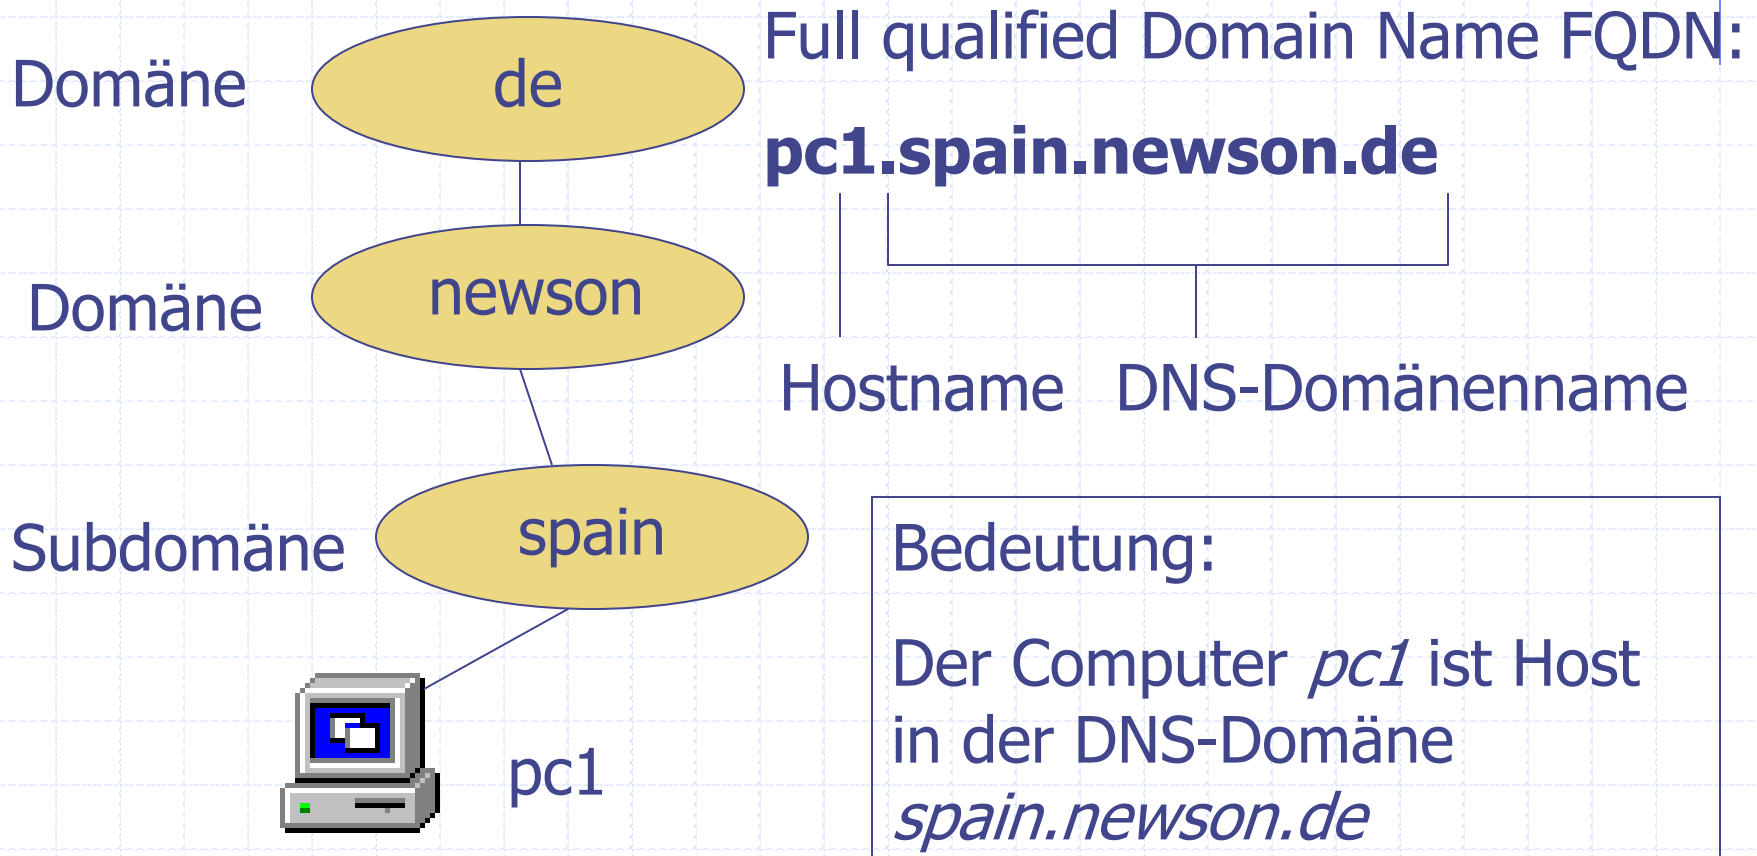 Domäne
de
Domäne
newson
Subdomäne
spain
pc1
Full qualified Domain Name FQDN:
pc1.spain.newson.de
Hostname
DNS-Domänenname
Bedeutung:
Der Computer pc1 ist Host
in der DNS-Domäne
spain.newson.de